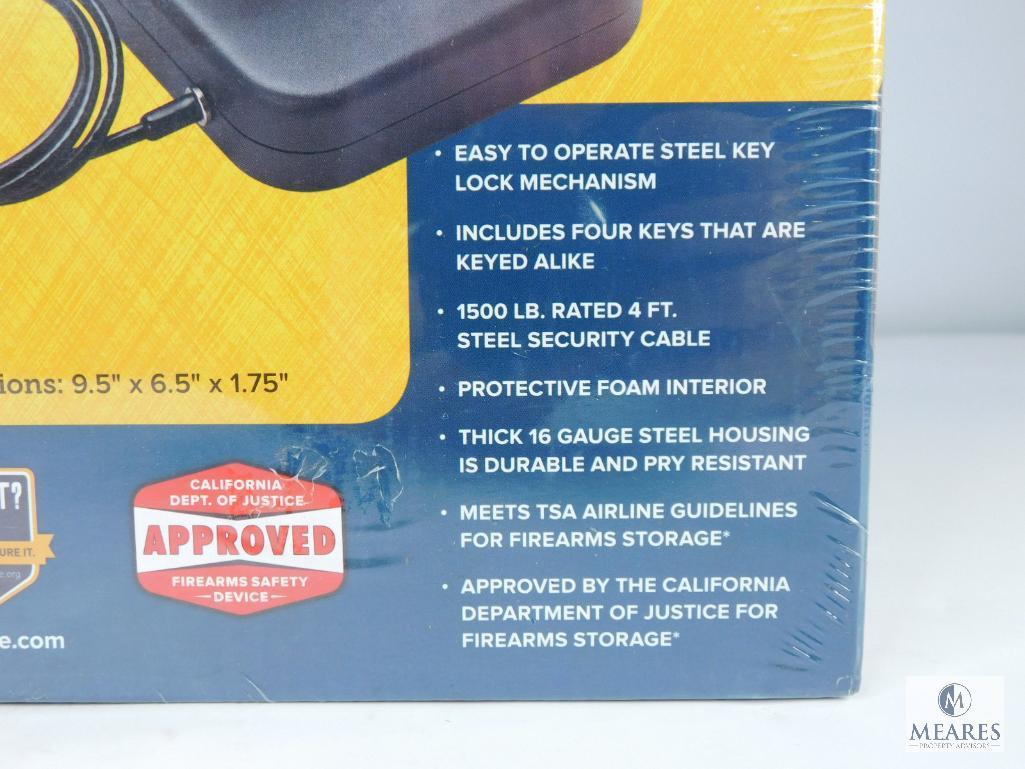 • EASY TO OPERATE STEEL KEY
LOCK MECHANISM
• INCLUDES FOUR KEYS THAT ARE
KEYED ALIKE
• 1500 LB. RATED 4 FT.
STEEL SECURITY CABLE
• PROTECTIVE FOAM INTERIOR
• THICK 16 GAUGE STEEL HOUSING
IS DURABLE AND PRY RESISTANT
• MEETS TSA AIRLINE GUIDELINES
FOR FIREARMS STORAGE*
• APPROVED BY THE CALIFORNIA
DEPARTMENT OF JUSTICE FOR
FIREARMS STORAGE*
ions: 9.5" x 6.5" x 1.75"
T?
URE IT.
e.org
e.com
CALIFORNIA
DEPT. OF JUSTICE
APPROVED
FIREARMS SAFETY
DEVICE
M
MEARES
PROPERTY ADVISORS